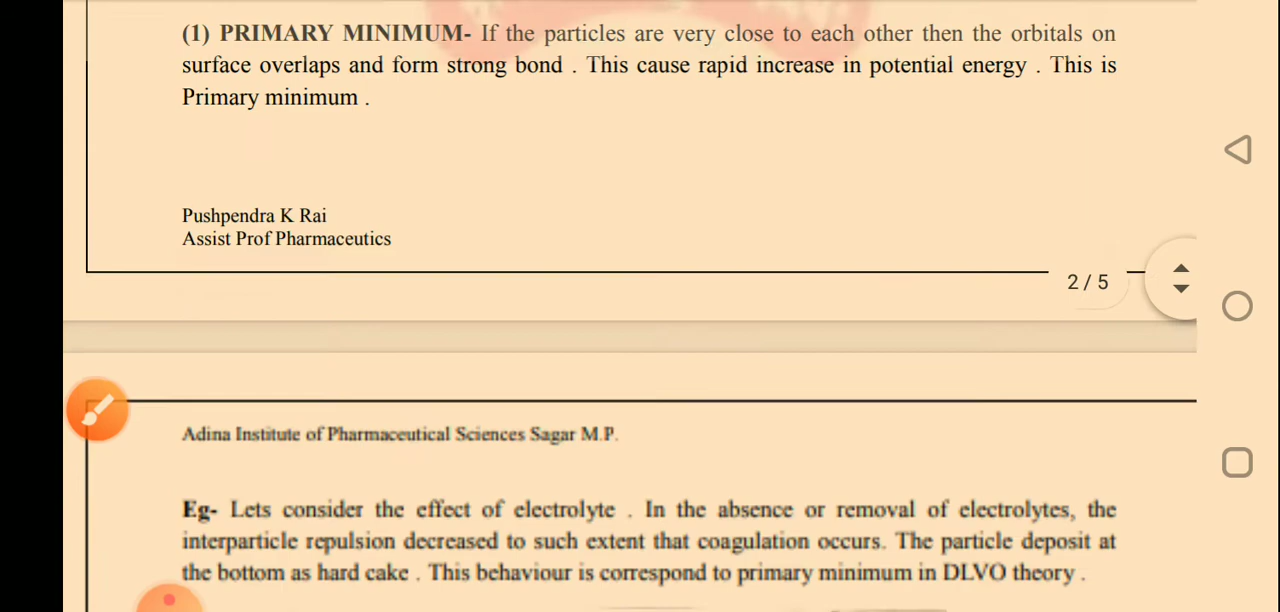 (1) PRIMARY MINIMUM- If the particles are very close to each other then the orbitals on
surface overlaps and form strong bond . This cause rapid increase in potential energy . This is
Primary minimum .
Pushpendra K Rai
Assist Prof Pharmaceutics
2 / 5
Adina Institute of Pharmaceutical Sciences Sagar M.P.
Eg- Lets consider the effect of electrolyte . In the absence or removal of electrolytes, the
interparticle repulsion decreased to such extent that coagulation occurs. The particle deposit at
the bottom as hard cake . This behaviour is correspond to primary minimum in DLVO theory .